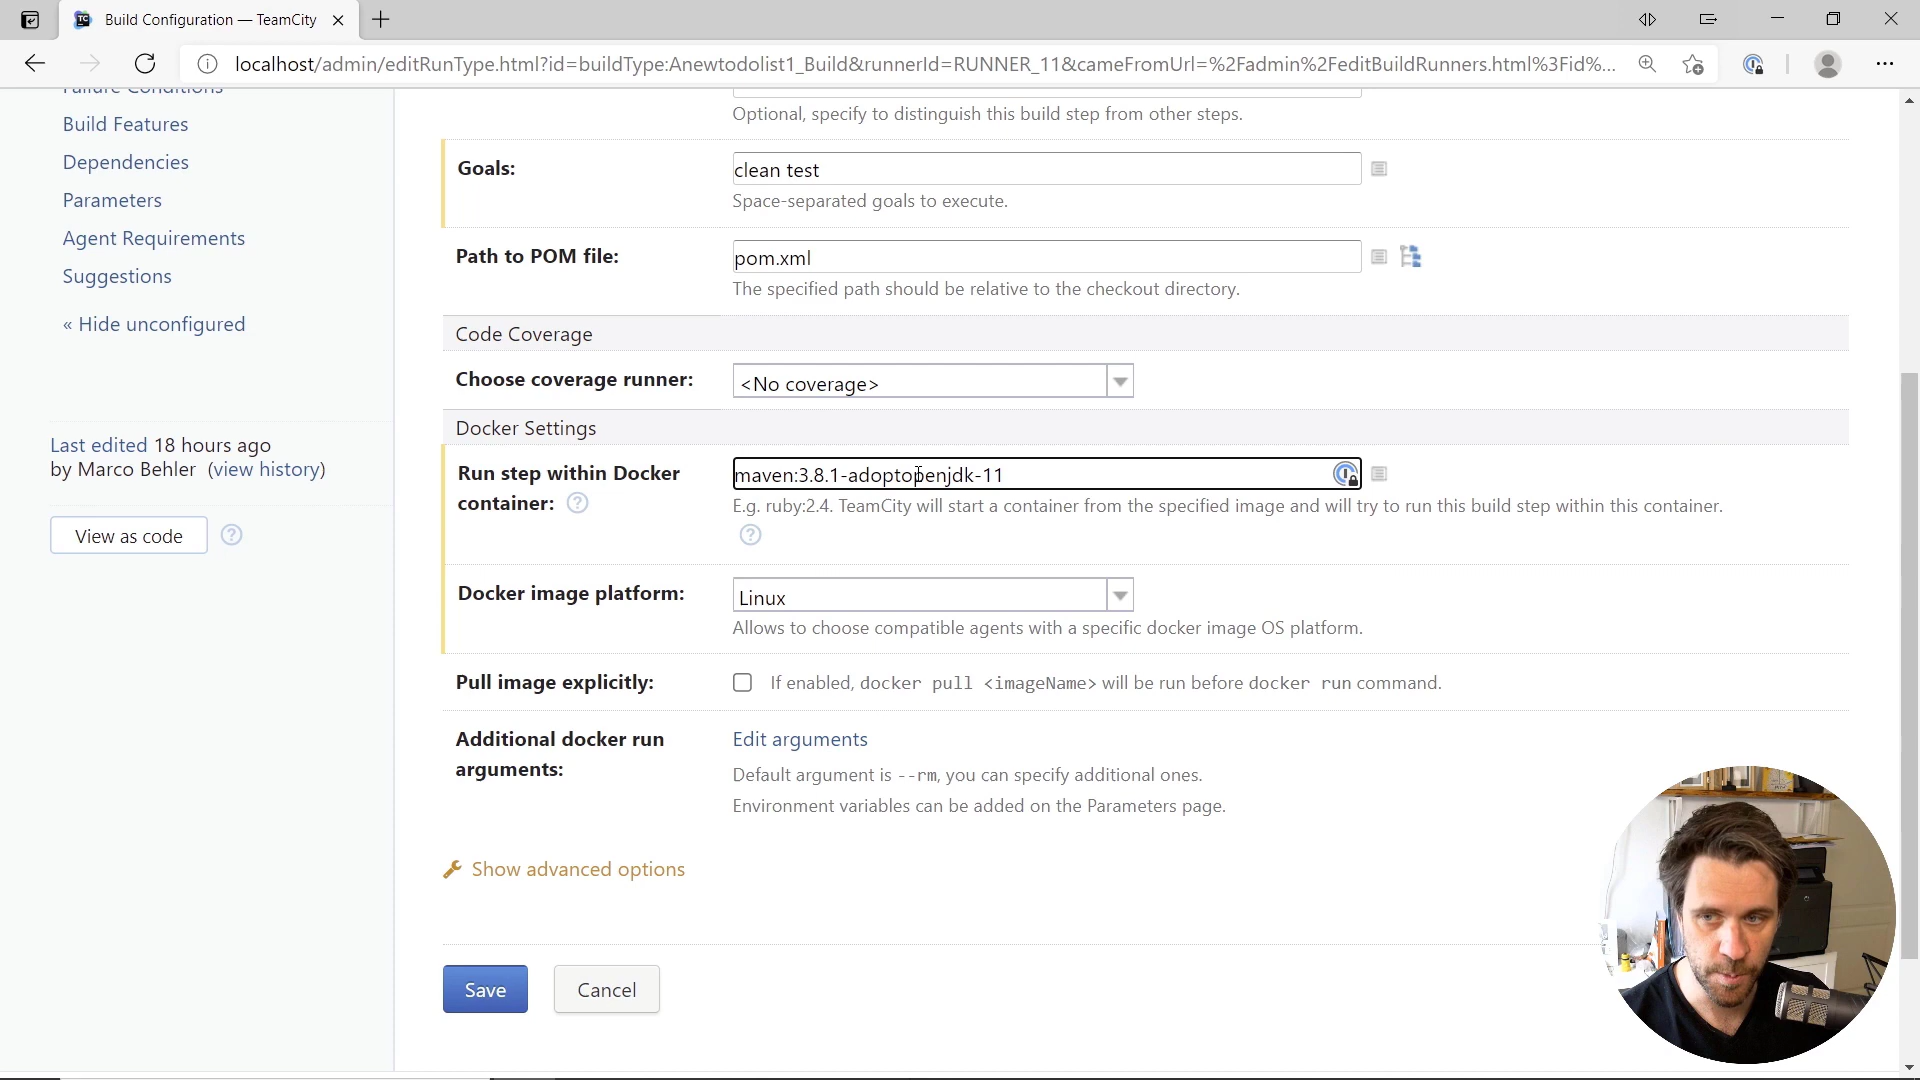 Build Configuration — TeamCity
localhost/admin/editRunType.html?id=buildType:Anewtodolist1_Build&runnerId=RUNNER_11&cameFromUrl=%2Fadmin%2FeditBuildRunners.html%3Fid%...
Failure Conditions
Build Features
Dependencies
Parameters
Agent Requirements
Suggestions
« Hide unconfigured
Last edited 18 hours ago
by Marco Behler (view history)
View as code
Optional, specify to distinguish this build step from other steps.
Goals:
clean test
Space-separated goals to execute.
Path to POM file:
pom.xml
The specified path should be relative to the checkout directory.
Code Coverage
Choose coverage runner:
<No coverage>
Docker Settings
Run step within Docker
container:
maven:3.8.1-adoptopenjdk-11
E.g. ruby:2.4. TeamCity will start a container from the specified image and will try to run this build step within this container.
Docker image platform:
Linux
Allows to choose compatible agents with a specific docker image OS platform.
Pull image explicitly:
If enabled, docker pull <imageName> will be run before docker run command.
Additional docker run
arguments:
Edit arguments
Default argument is --rm, you can specify additional ones.
Environment variables can be added on the Parameters page.
Show advanced options
Save
Cancel